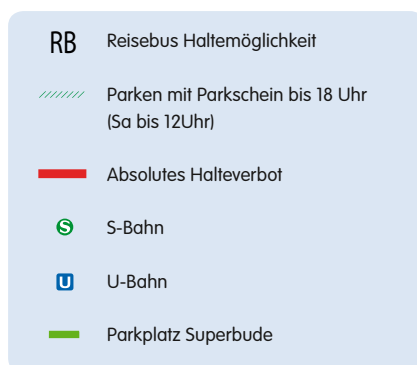 RB Reisebus Haltemöglichkeit
Parken mit Parkschein bis 18 Uhr
(Sa bis 12Uhr)
Absolutes Halteverbot
S S-Bahn
U U-Bahn
Parkplatz Superbude